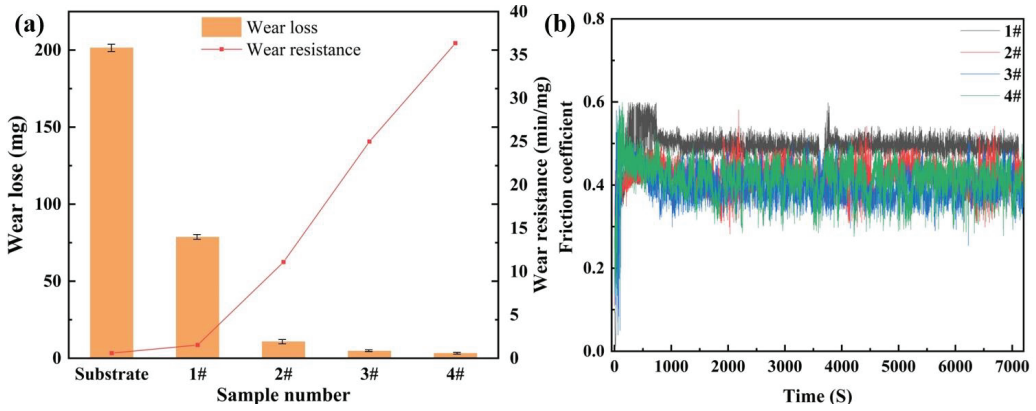 (a)
Wear loss
Wear resistance
Wear lose (mg)
200
150
100
50
0
40
35
30
25
20
15
10
5
0
Wear resistance (min/mg)
Substrate 1# 2# 3# 4#
Sample number
(b)
1#
2#
3#
4#
Friction coefficient
0.8
0.6
0.4
0.2
0.0
0 1000 2000 3000 4000 5000 6000 7000
Time (S)